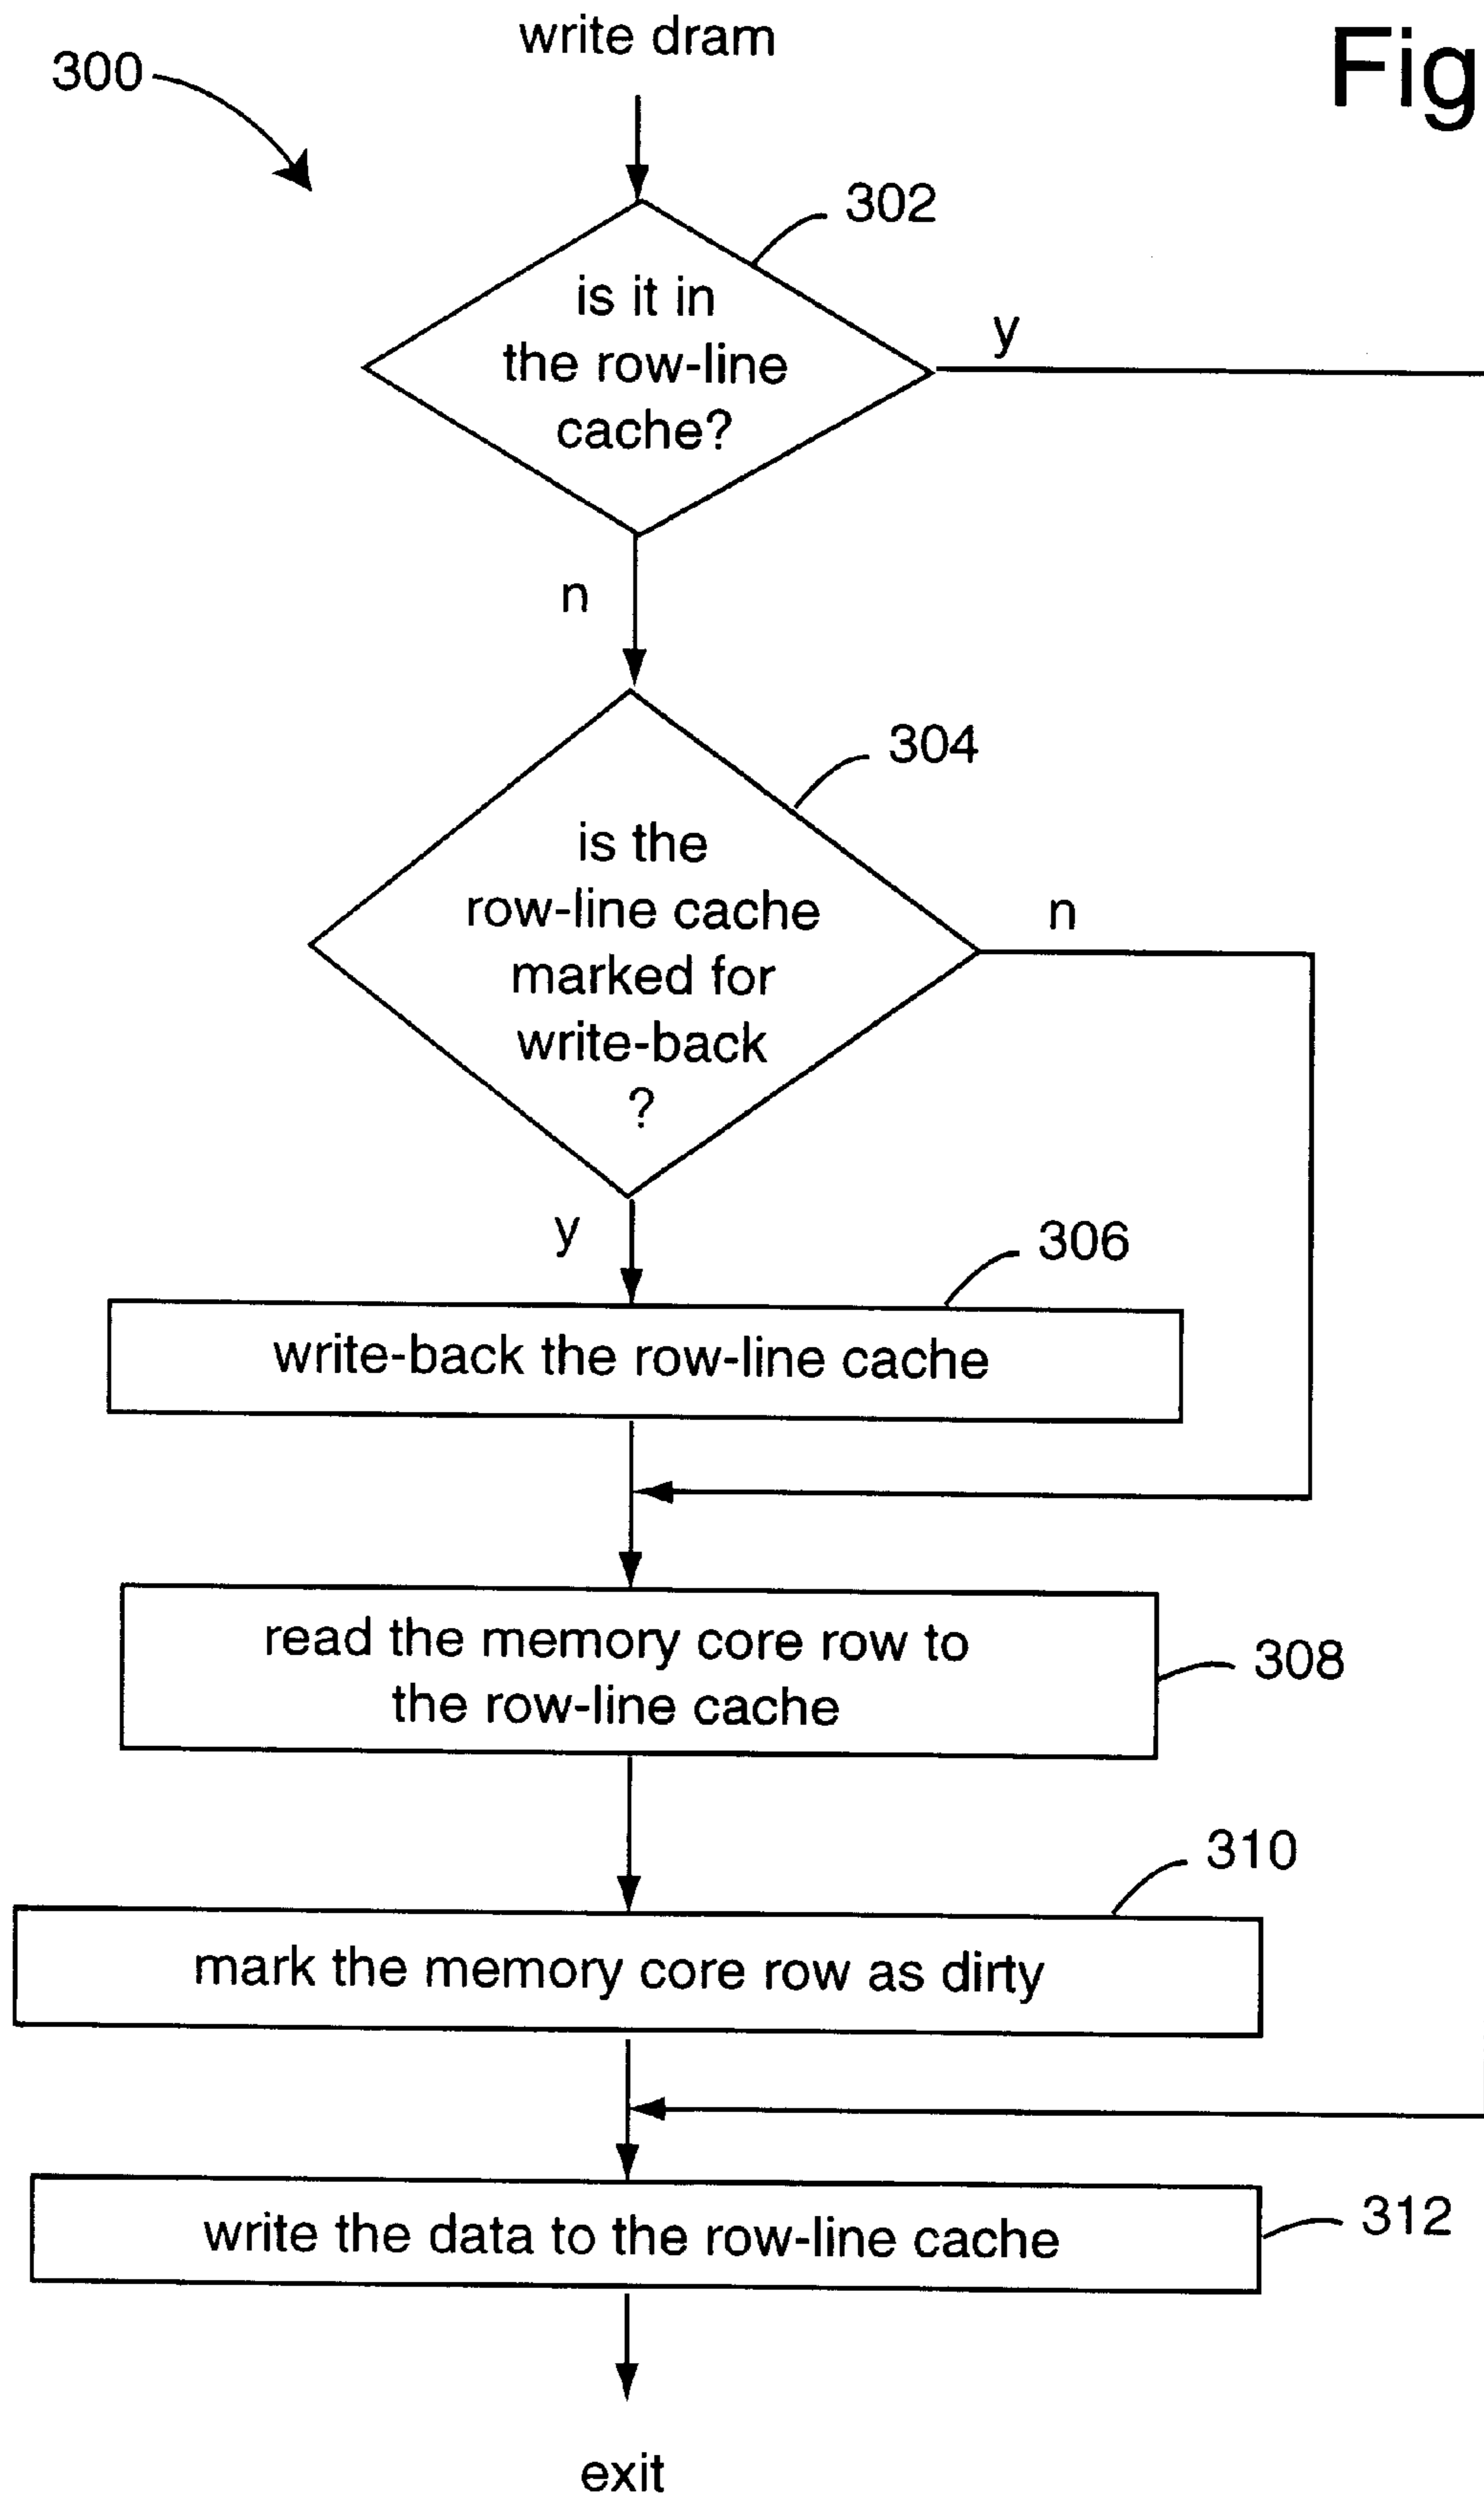 write dram
Fig
300
302
is it in
the row-line
cache?
y
n
304
is the
row-line cache
marked for
write-back
?
n
y
306
write-back the row-line cache
read the memory core row to
the row-line cache
308
310
mark the memory core row as dirty
write the data to the row-line cache
312
exit